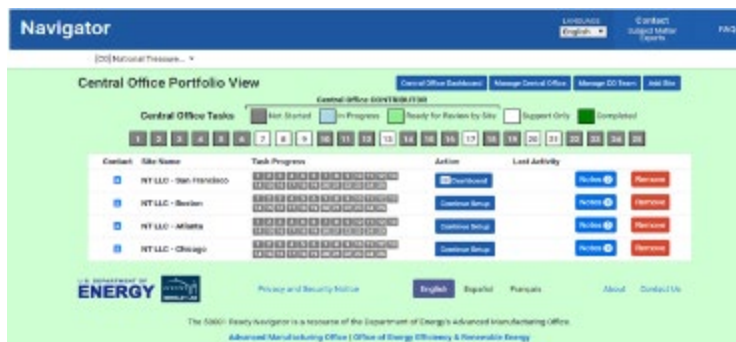 Navigator
LANGUAGE
English
Contact
Subject Matter
Experts
FAQ
[CO] National Treasure...
Central Office Portfolio View
Central Office Dashboard
Manage Central Office
Manage CO Team
Add Site
Central Office CONTRIBUTOR
Central Office Tasks
Not Started
In Progress
Ready for Review by Site
Support Only
Completed
1 2 3 4 5 6 7 8 9 10 11 12 13 14 15 16 17 18 19 20 21 22 23 24 25
Contact Site Name Task Progress Action Last Activity
NT LLC - San Francisco
Dashboard Notes Remove
NT LLC - Boston
Continue Setup Notes Remove
NT LLC - Atlanta
Continue Setup Notes Remove
NT LLC - Chicago
Continue Setup Notes Remove
U.S. DEPARTMENT OF
ENERGY
Privacy and Security Notice
English Español Français
About Contact Us
The 50001 Ready Navigator is a resource of the Department of Energy's Advanced Manufacturing Office.
Advanced Manufacturing Office | Office of Energy Efficiency & Renewable Energy